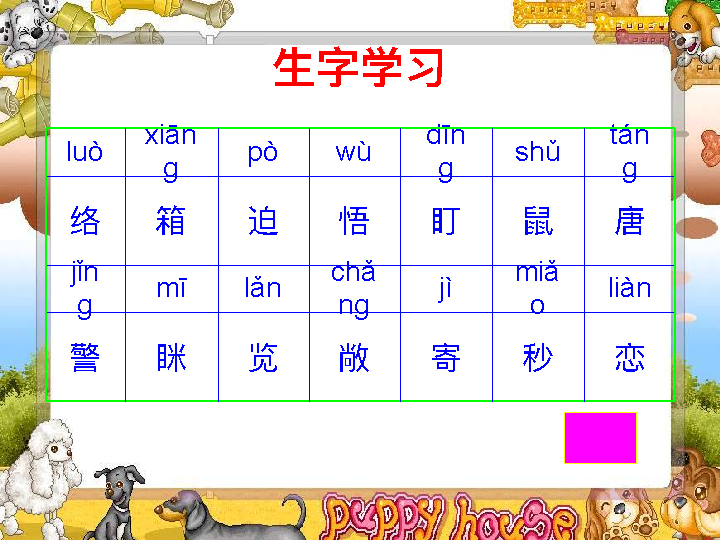 生字学习
luò xiāng pò wù dīng shǔ táng
络 箱 迫 悟 盯 鼠 唐
jǐng mī lǎn chǎng jì miǎo liàn
警 眯 览 敞 寄 秒 恋
puppy house